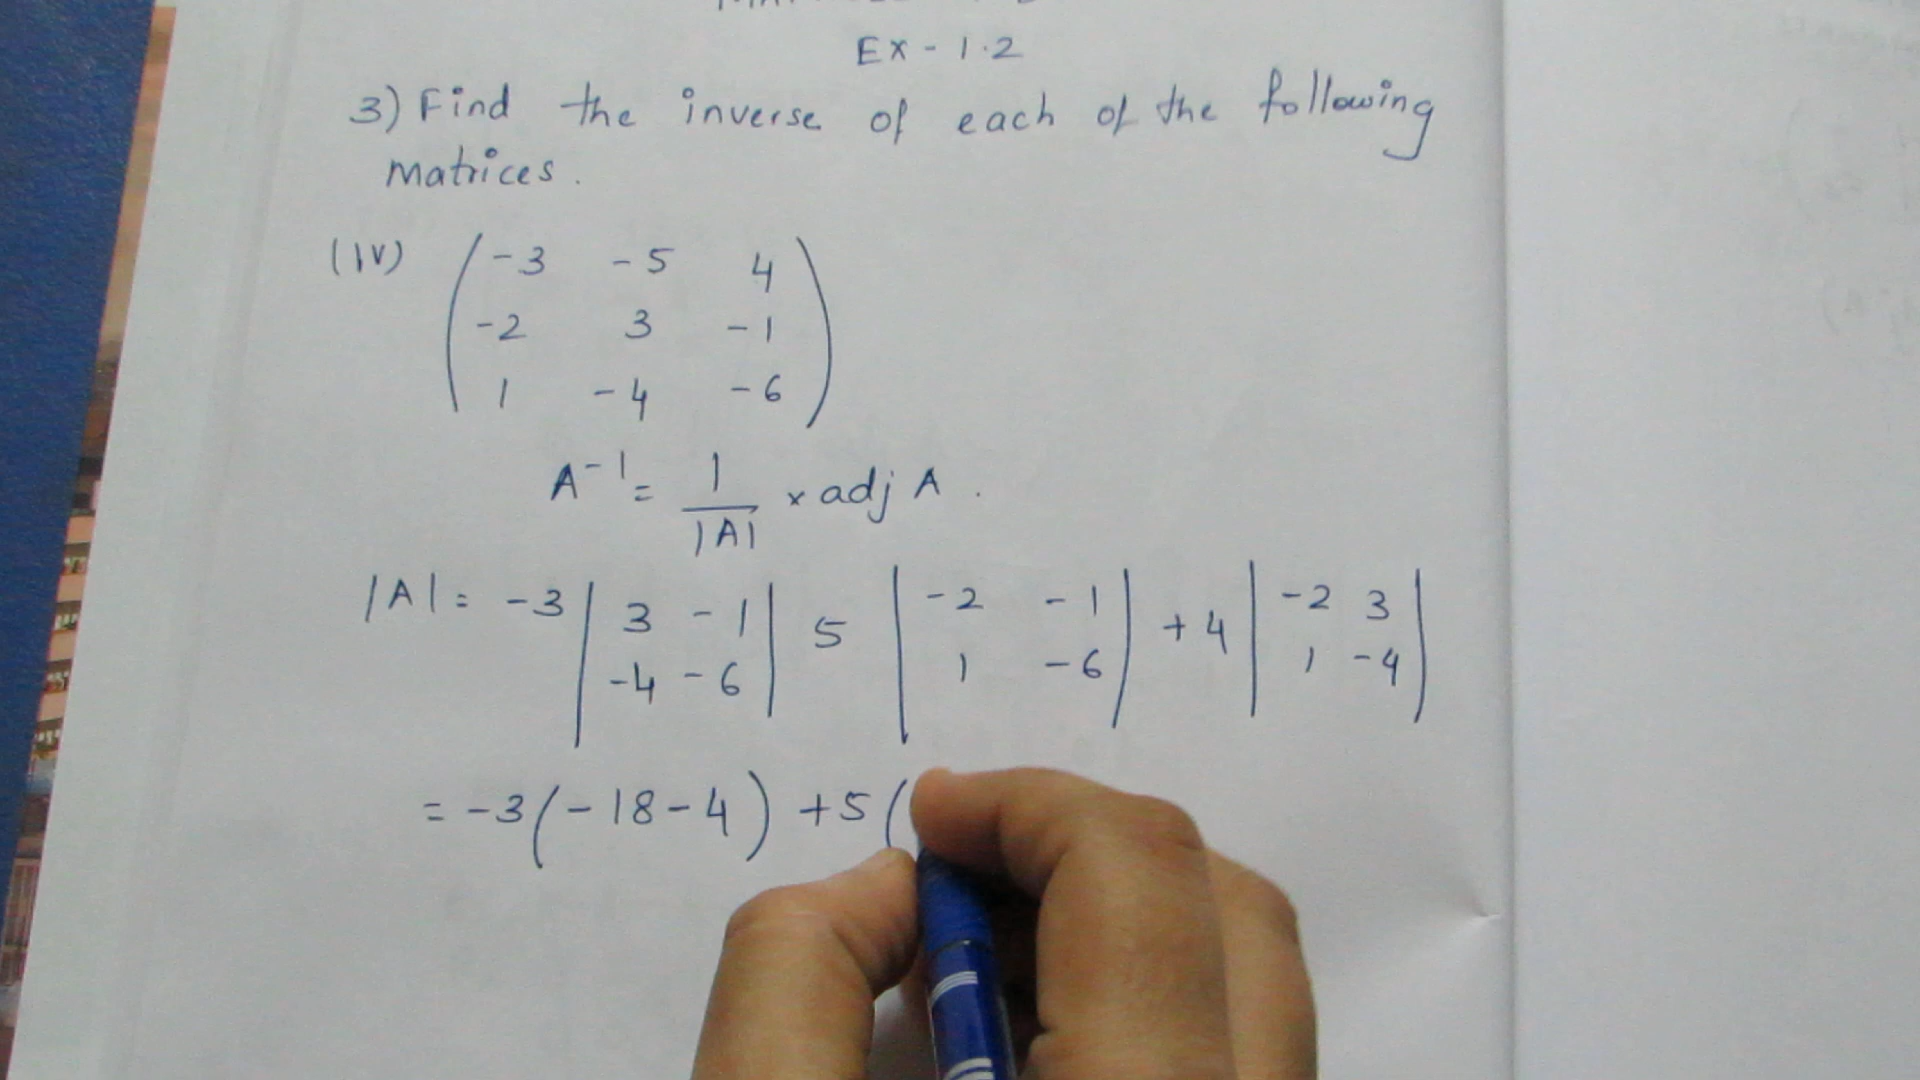 Ex - 1.2
3) Find the inverse of each of the following
matrices.
(iv) ( -3 -5 4
-2 3 -1
1 -4 -6 )
A⁻¹ = 1/|A| × adj A.
|A| = -3 | 3 -1 | 5 | -2 -1 | + 4 | -2 3 |
-4 -6 1 -6 1 -4
= -3(-18-4) +5(